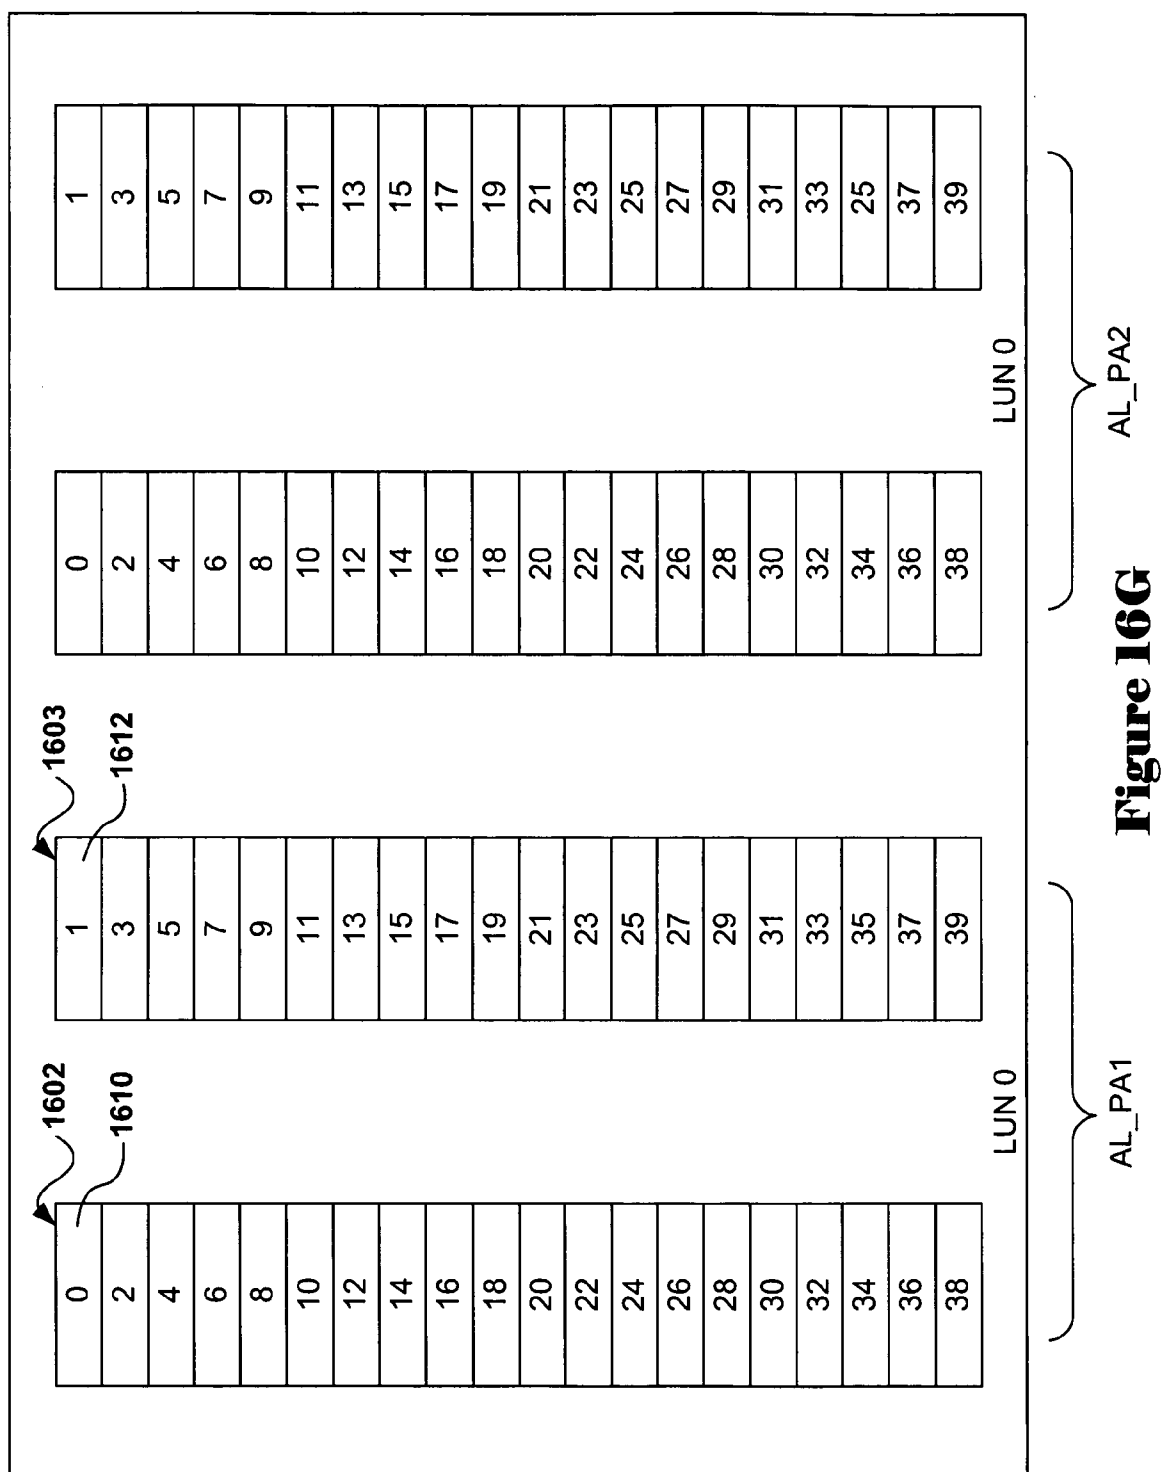 1602 1603
0 1 0 1
1610 1612
2 3 2 3
4 5 4 5
6 7 6 7
8 9 8 9
10 11 10 11
12 13 12 13
14 15 14 15
16 17 16 17
18 19 18 19
20 21 20 21
22 23 22 23
24 25 24 25
26 27 26 27
28 29 28 29
30 31 30 31
32 33 32 33
34 35 34 25
36 37 36 37
38 39 38 39
LUN 0 LUN 0
AL_PA1 AL_PA2
Figure 16G